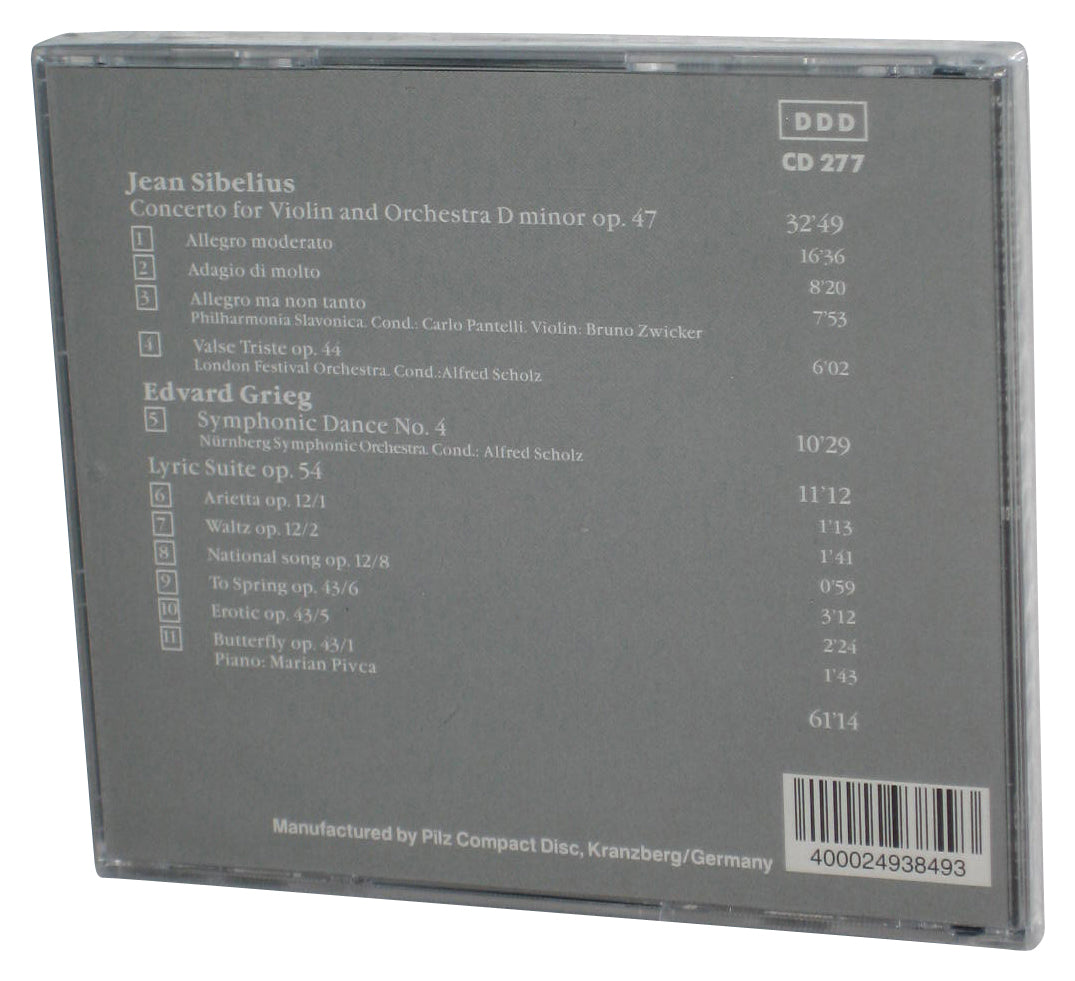 DDD
CD 277
Jean Sibelius
Concerto for Violin and Orchestra D minor op. 47 32'49
1 Allegro moderato 16'36
2 Adagio di molto 8'20
3 Allegro ma non tanto 7'53
Philharmonia Slavonica. Cond.: Carlo Pantelli. Violin: Bruno Zwicker
4 Valse Triste op. 44 6'02
London Festival Orchestra. Cond.:Alfred Scholz
Edvard Grieg
5 Symphonic Dance No. 4 10'29
Nürnberg Symphonic Orchestra. Cond.: Alfred Scholz
Lyric Suite op. 54 11'12
6 Arietta op. 12/1 1'13
7 Waltz op. 12/2 1'41
8 National song op. 12/8 0'59
9 To Spring op. 43/6 3'12
10 Erotic op. 43/5 2'24
11 Butterfly op. 43/1 1'43
Piano: Marian Pivca
61'14
Manufactured by Pilz Compact Disc, Kranzberg/Germany
400024938493